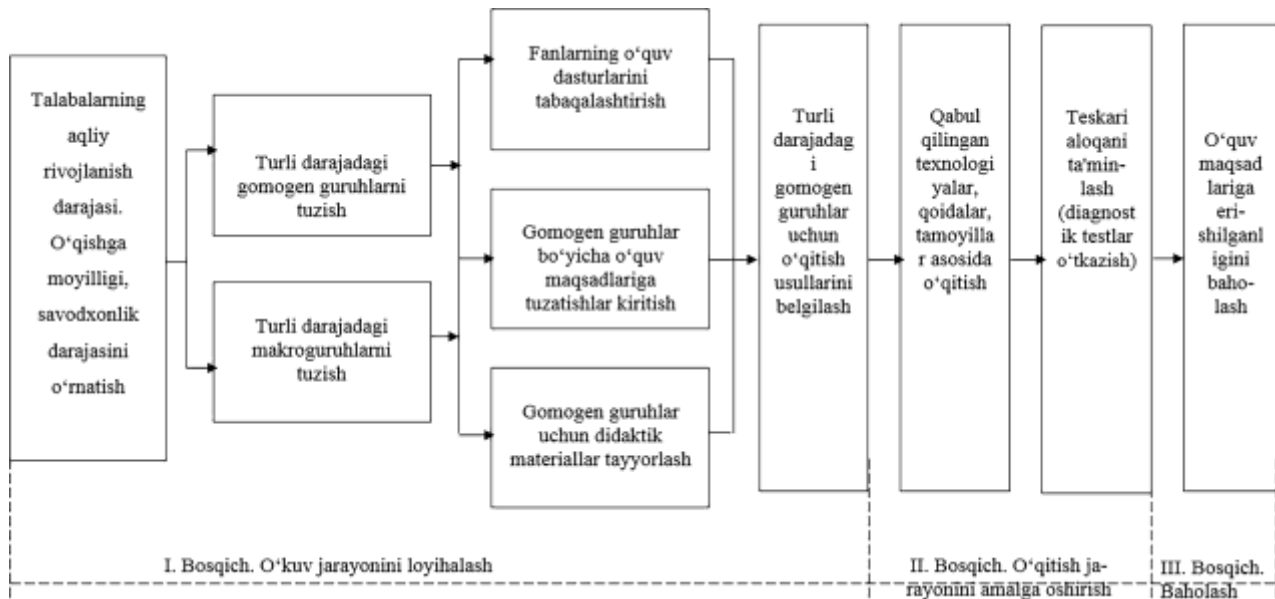 Talabalarning
aqliy
rivojlanish
darajasi.
O‘qishga
moyilligi,
savodxonlik
darajasini
o‘rnatish
Turli darajadagi
gomogen guruhlarni
tuzish
Turli darajadagi
makroguruhlarni
tuzish
Fanlarning o‘quv
dasturlarini
tabaqalashtirish
Gomogen guruhlar
bo‘yicha o‘quv
maqsadlariga
tuzatishlar kiritish
Gomogen guruhlar
uchun didaktik
materiallar tayyorlash
Turli
darajadag
i
gomogen
guruhlar
uchun
o‘qitish
usullarini
belgilash
Qabul
qilingan
texnologi
yalar,
qoidalar,
tamoyilla
r asosida
o‘qitish
Teskari
aloqani
ta'min-
lash
(diagnost
ik testlar
o‘tkazish)
O‘quv
maqsad
lariga
eri-
shilganl
igini
baho-
lash
I. Bosqich. O‘kuv jarayonini loyihalash
II. Bosqich. O‘qitish ja-
rayonini amalga oshirish
III. Bosqich.
Baholash